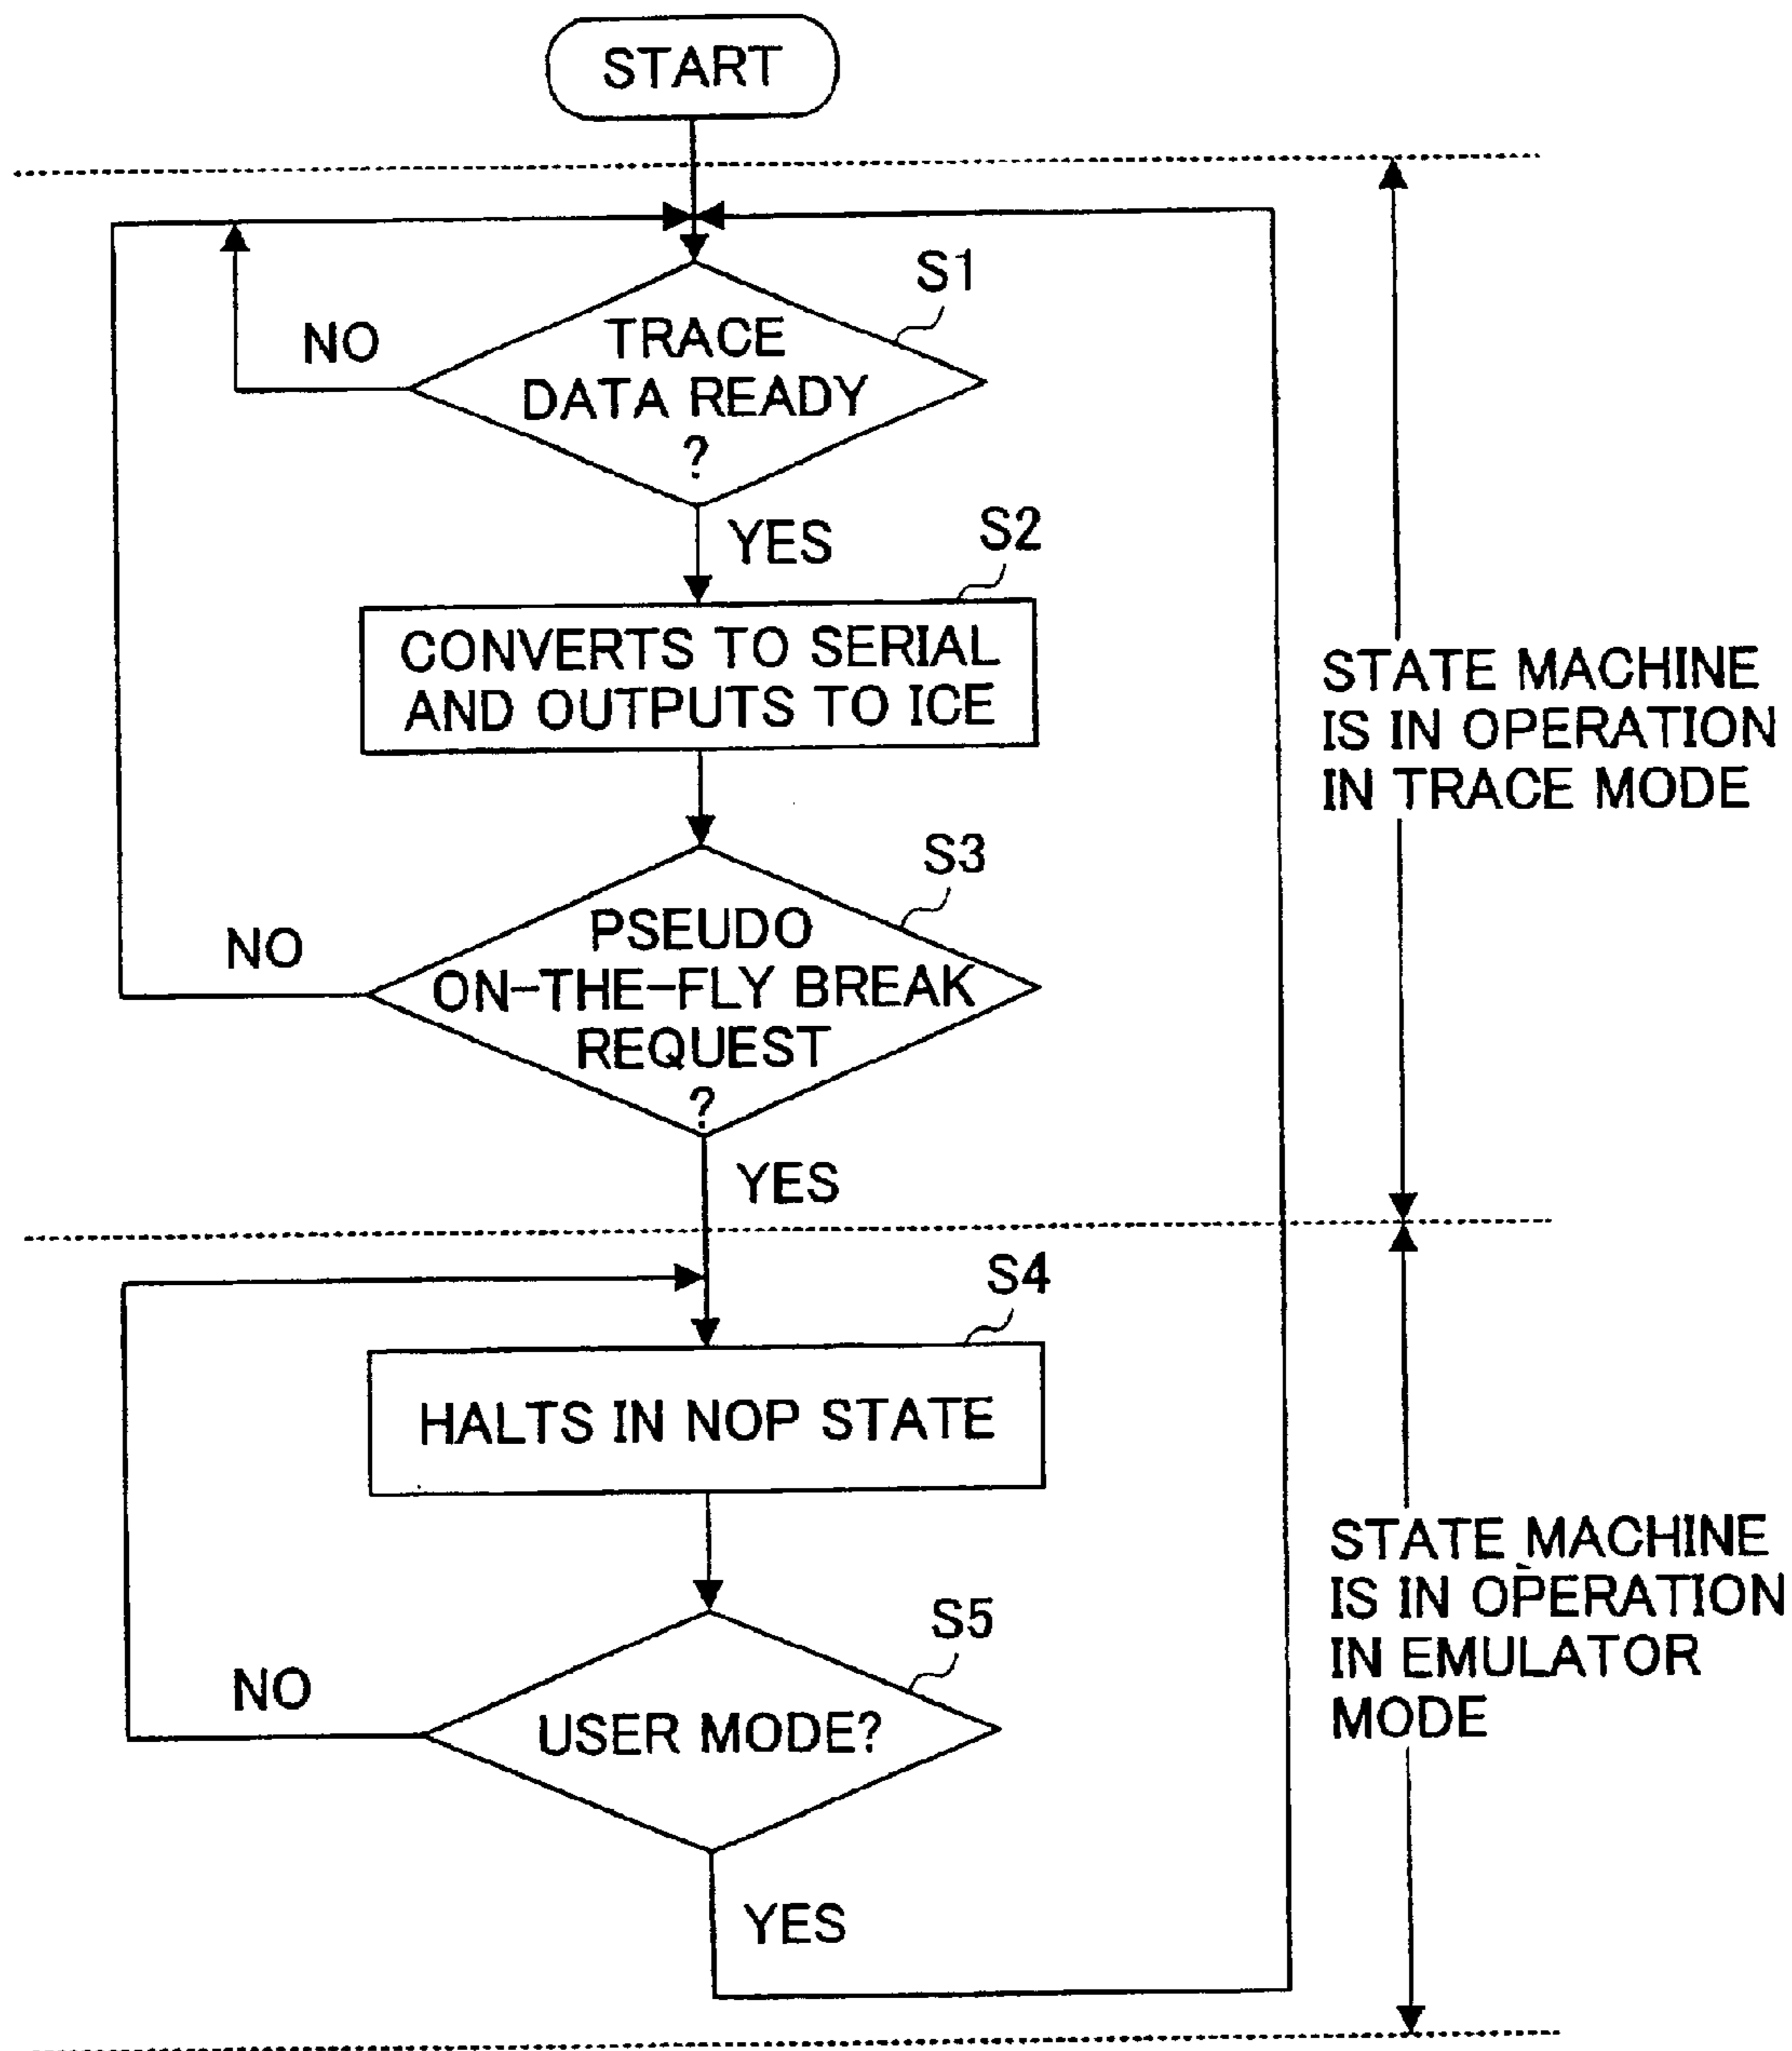 START
S1
NO
TRACE
DATA READY
?
YES
S2
CONVERTS TO SERIAL
AND OUTPUTS TO ICE
STATE MACHINE
IS IN OPERATION
IN TRACE MODE
S3
NO
PSEUDO
ON-THE-FLY BREAK
REQUEST
?
YES
S4
HALTS IN NOP STATE
STATE MACHINE
IS IN OPERATION
IN EMULATOR
MODE
S5
NO
USER MODE?
YES